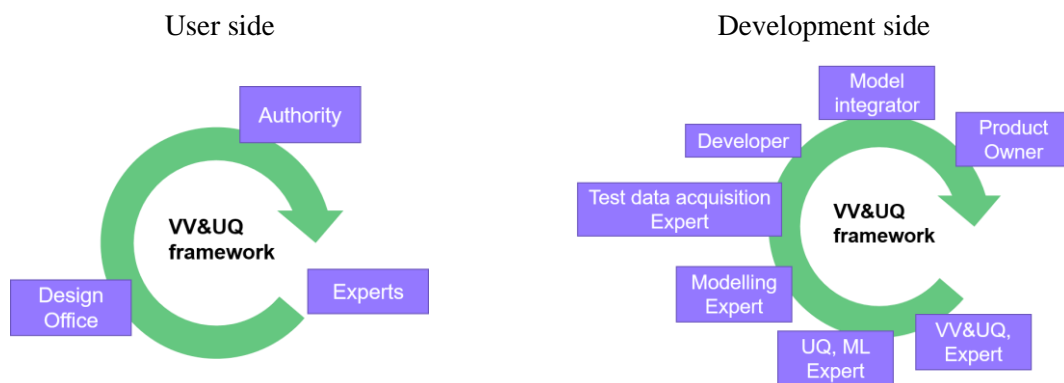 User side
Authority
VV&UQ
framework
Design
Office
Experts
Development side
Model
integrator
Product
Owner
Developer
Test data acquisition
Expert
VV&UQ
framework
Modelling
Expert
UQ, ML
Expert
VV&UQ,
Expert